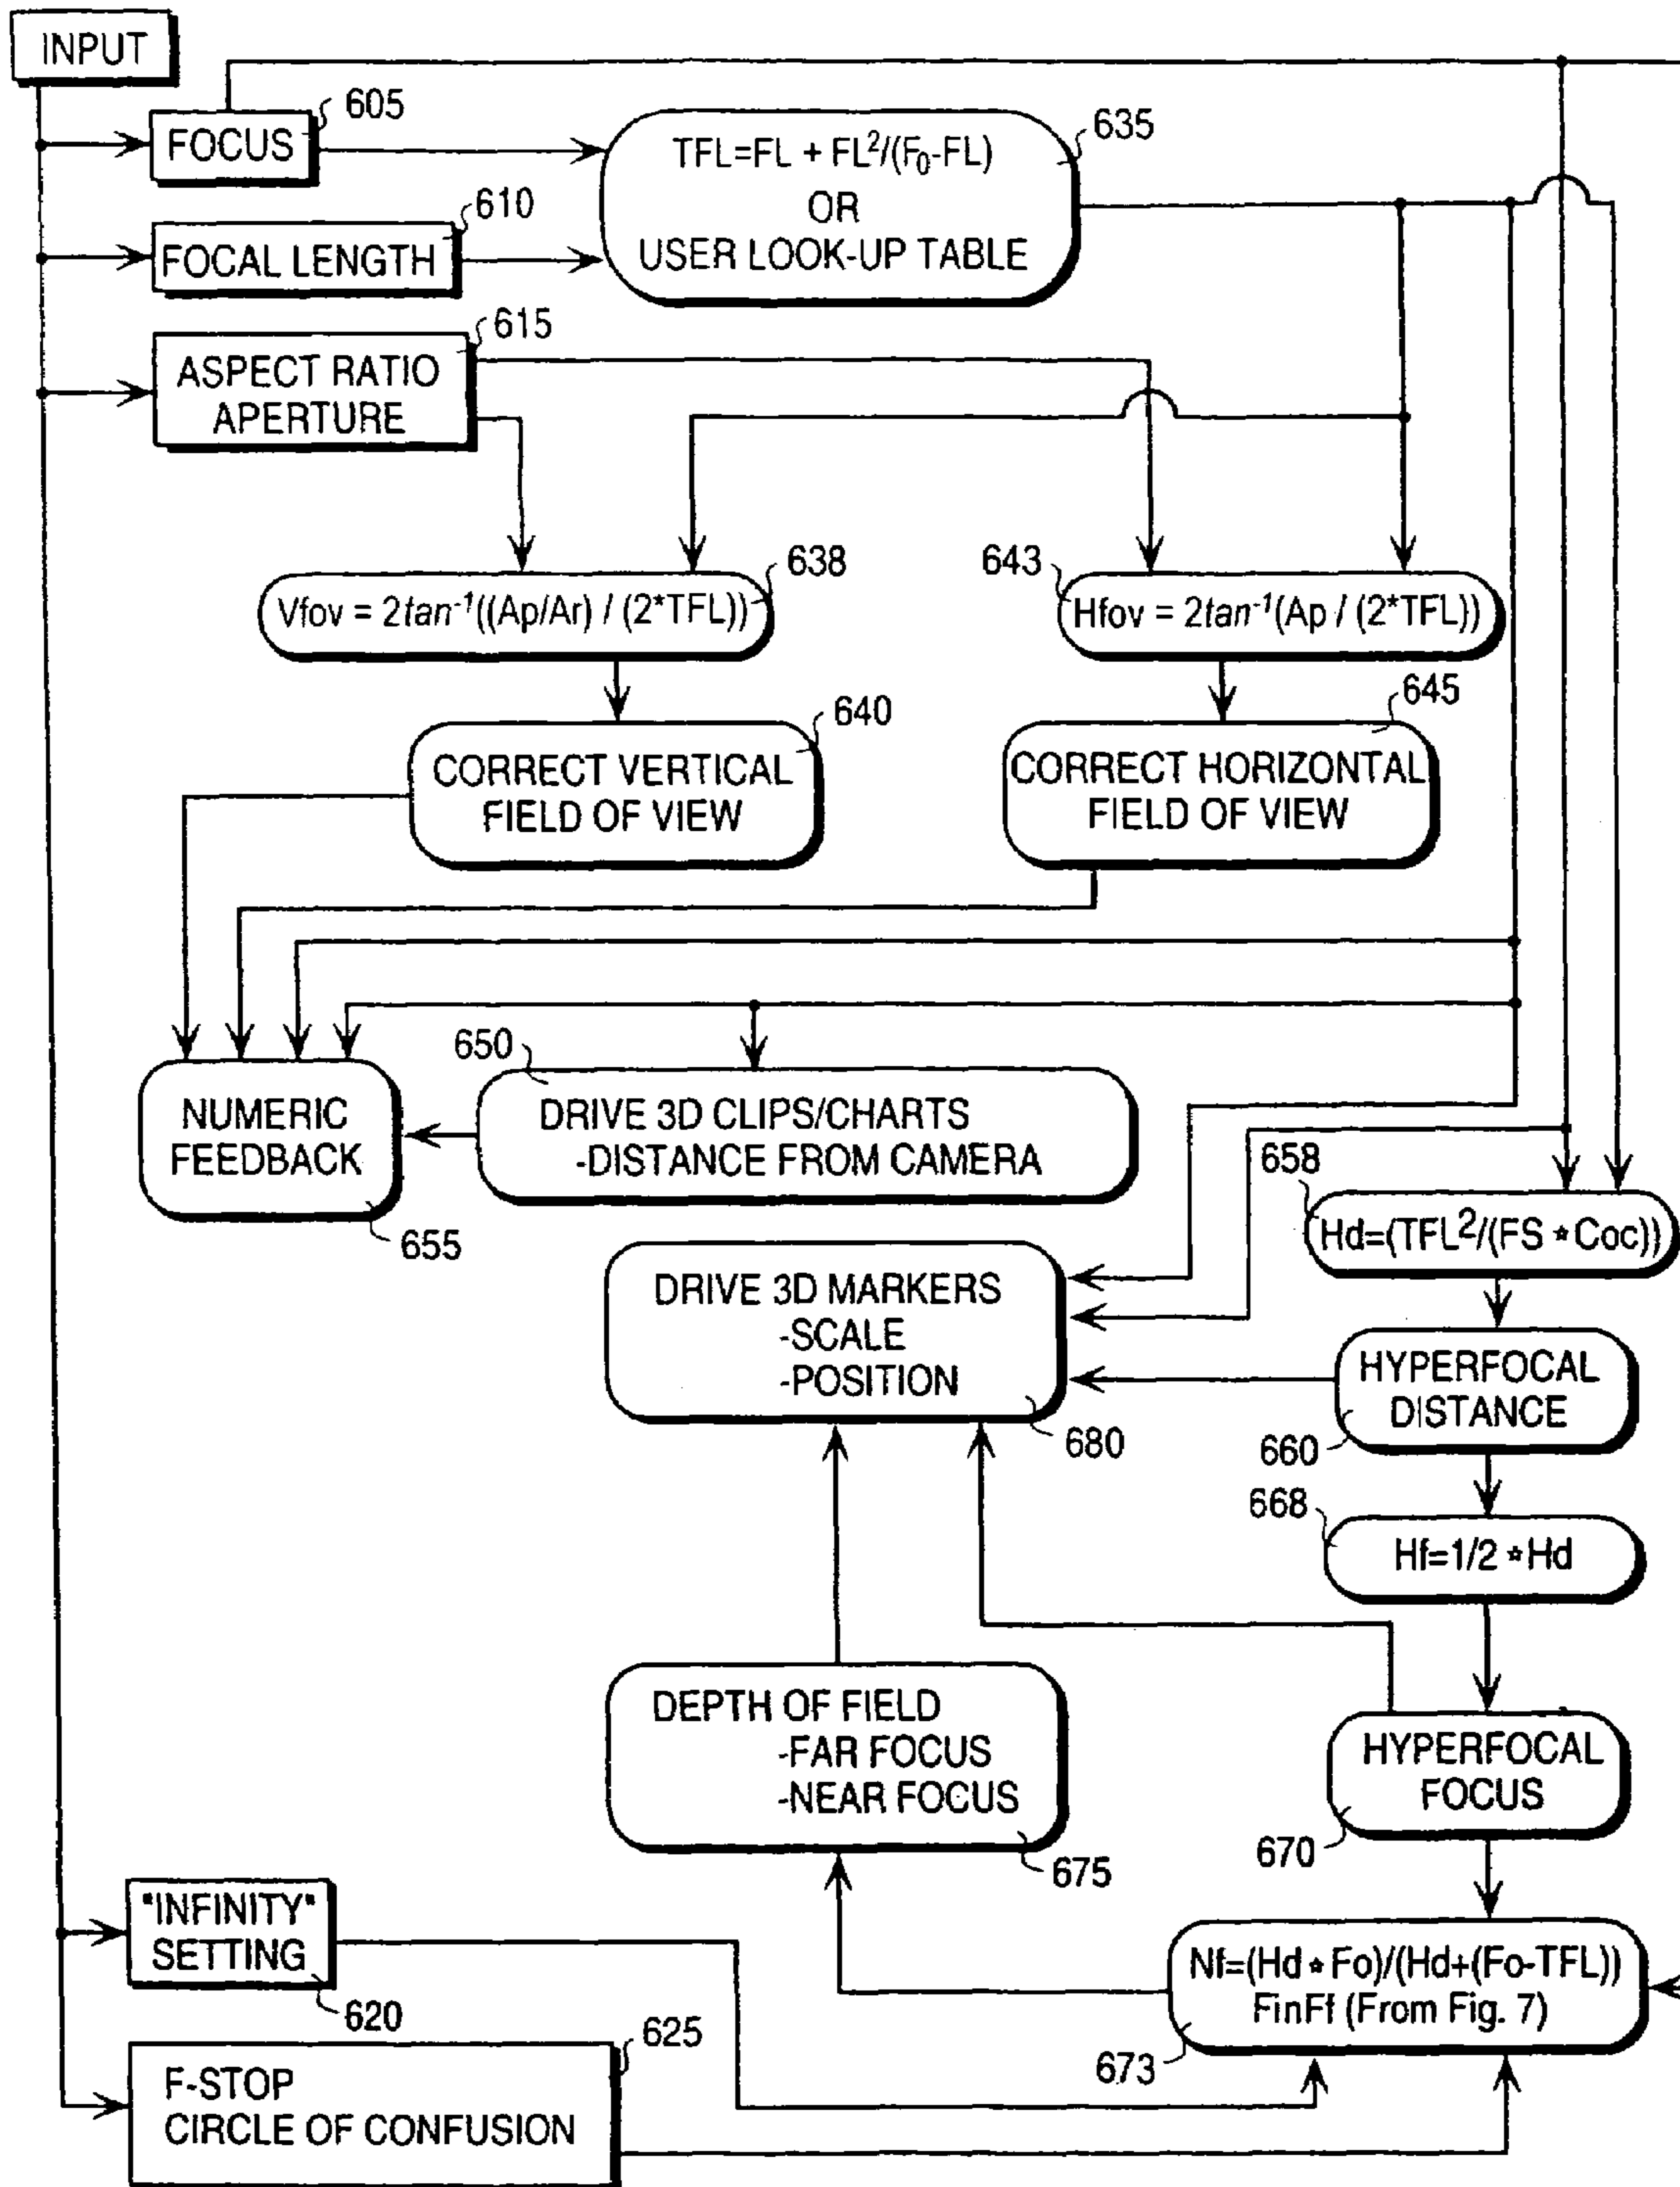 INPUT
FOCUS
605
FOCAL LENGTH
610
ASPECT RATIO
APERTURE
615
TFL=FL + FL²/(F₀-FL)
OR
USER LOOK-UP TABLE
635
Vfov = 2tan⁻¹((Ap/Ar) / (2*TFL))
638
643
Hfov = 2tan⁻¹(Ap / (2*TFL))
CORRECT VERTICAL
FIELD OF VIEW
640
CORRECT HORIZONTAL
FIELD OF VIEW
645
NUMERIC
FEEDBACK
655
650
DRIVE 3D CLIPS/CHARTS
-DISTANCE FROM CAMERA
658
Hd=(TFL²/(FS * Coc))
DRIVE 3D MARKERS
-SCALE
-POSITION
680
HYPERFOCAL
DISTANCE
660
668
Hf=1/2 * Hd
DEPTH OF FIELD
-FAR FOCUS
-NEAR FOCUS
675
HYPERFOCAL
FOCUS
670
"INFINITY"
SETTING
620
Nf=(Hd * Fo)/(Hd+(Fo-TFL))
FinFf (From Fig. 7)
673
F-STOP
CIRCLE OF CONFUSION
625